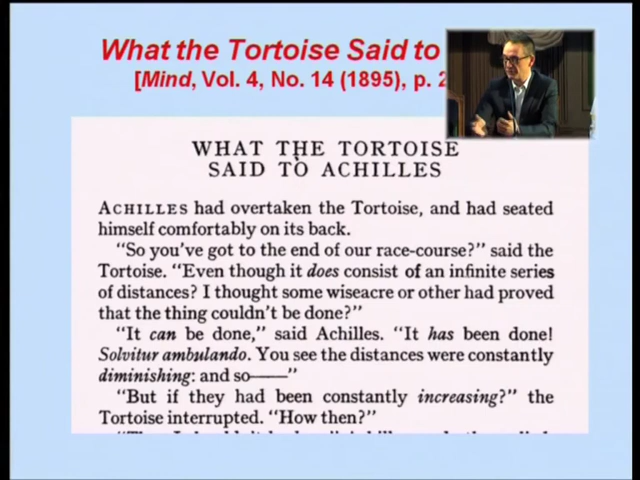 What the Tortoise Said to
[Mind, Vol. 4, No. 14 (1895), p. 2
WHAT THE TORTOISE
SAID TO ACHILLES
ACHILLES had overtaken the Tortoise, and had seated
himself comfortably on its back.
"So you've got to the end of our race-course?" said the
Tortoise. "Even though it does consist of an infinite series
of distances? I thought some wiseacre or other had proved
that the thing couldn't be done?"
"It can be done," said Achilles. "It has been done!
Solvitur ambulando. You see the distances were constantly
diminishing: and so——"
"But if they had been constantly increasing?" the
Tortoise interrupted. "How then?"